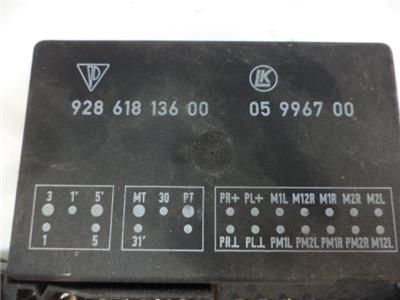 928 618 136 00
LK
05 9967 00
3 1' 5'
1 5
MT 30 PT
31'
PR+ PL+ M1L M12R M1R M2R M2L
PR⊥ PL⊥ PM1L PM2L PM1R PM2R M12L